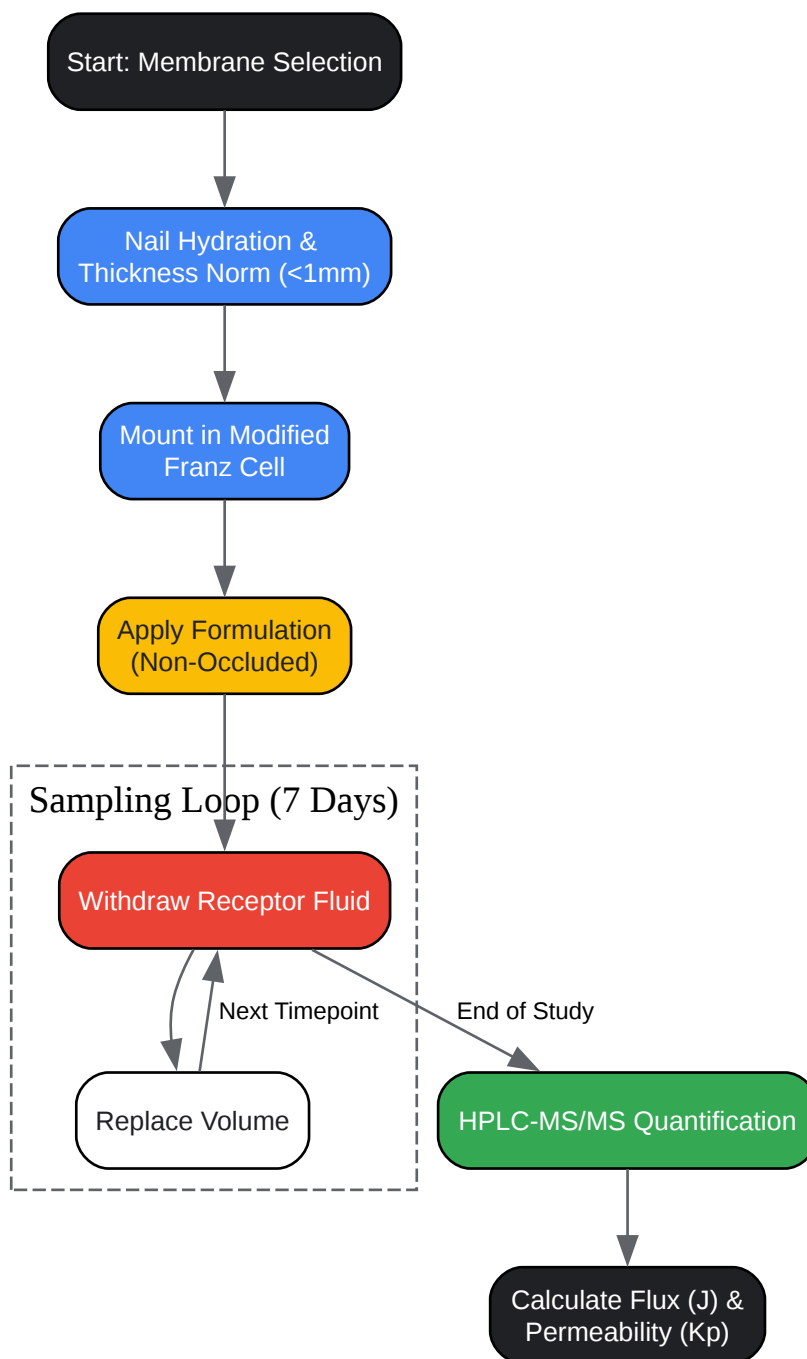 Start: Membrane Selection
Nail Hydration &
Thickness Norm (<1mm)
Mount in Modified
Franz Cell
Apply Formulation
(Non-Occluded)
Sampling Loop (7 Days)
Withdraw Receptor Fluid
Next Timepoint
End of Study
Replace Volume
HPLC-MS/MS Quantification
Calculate Flux (J) &
Permeability (Kp)